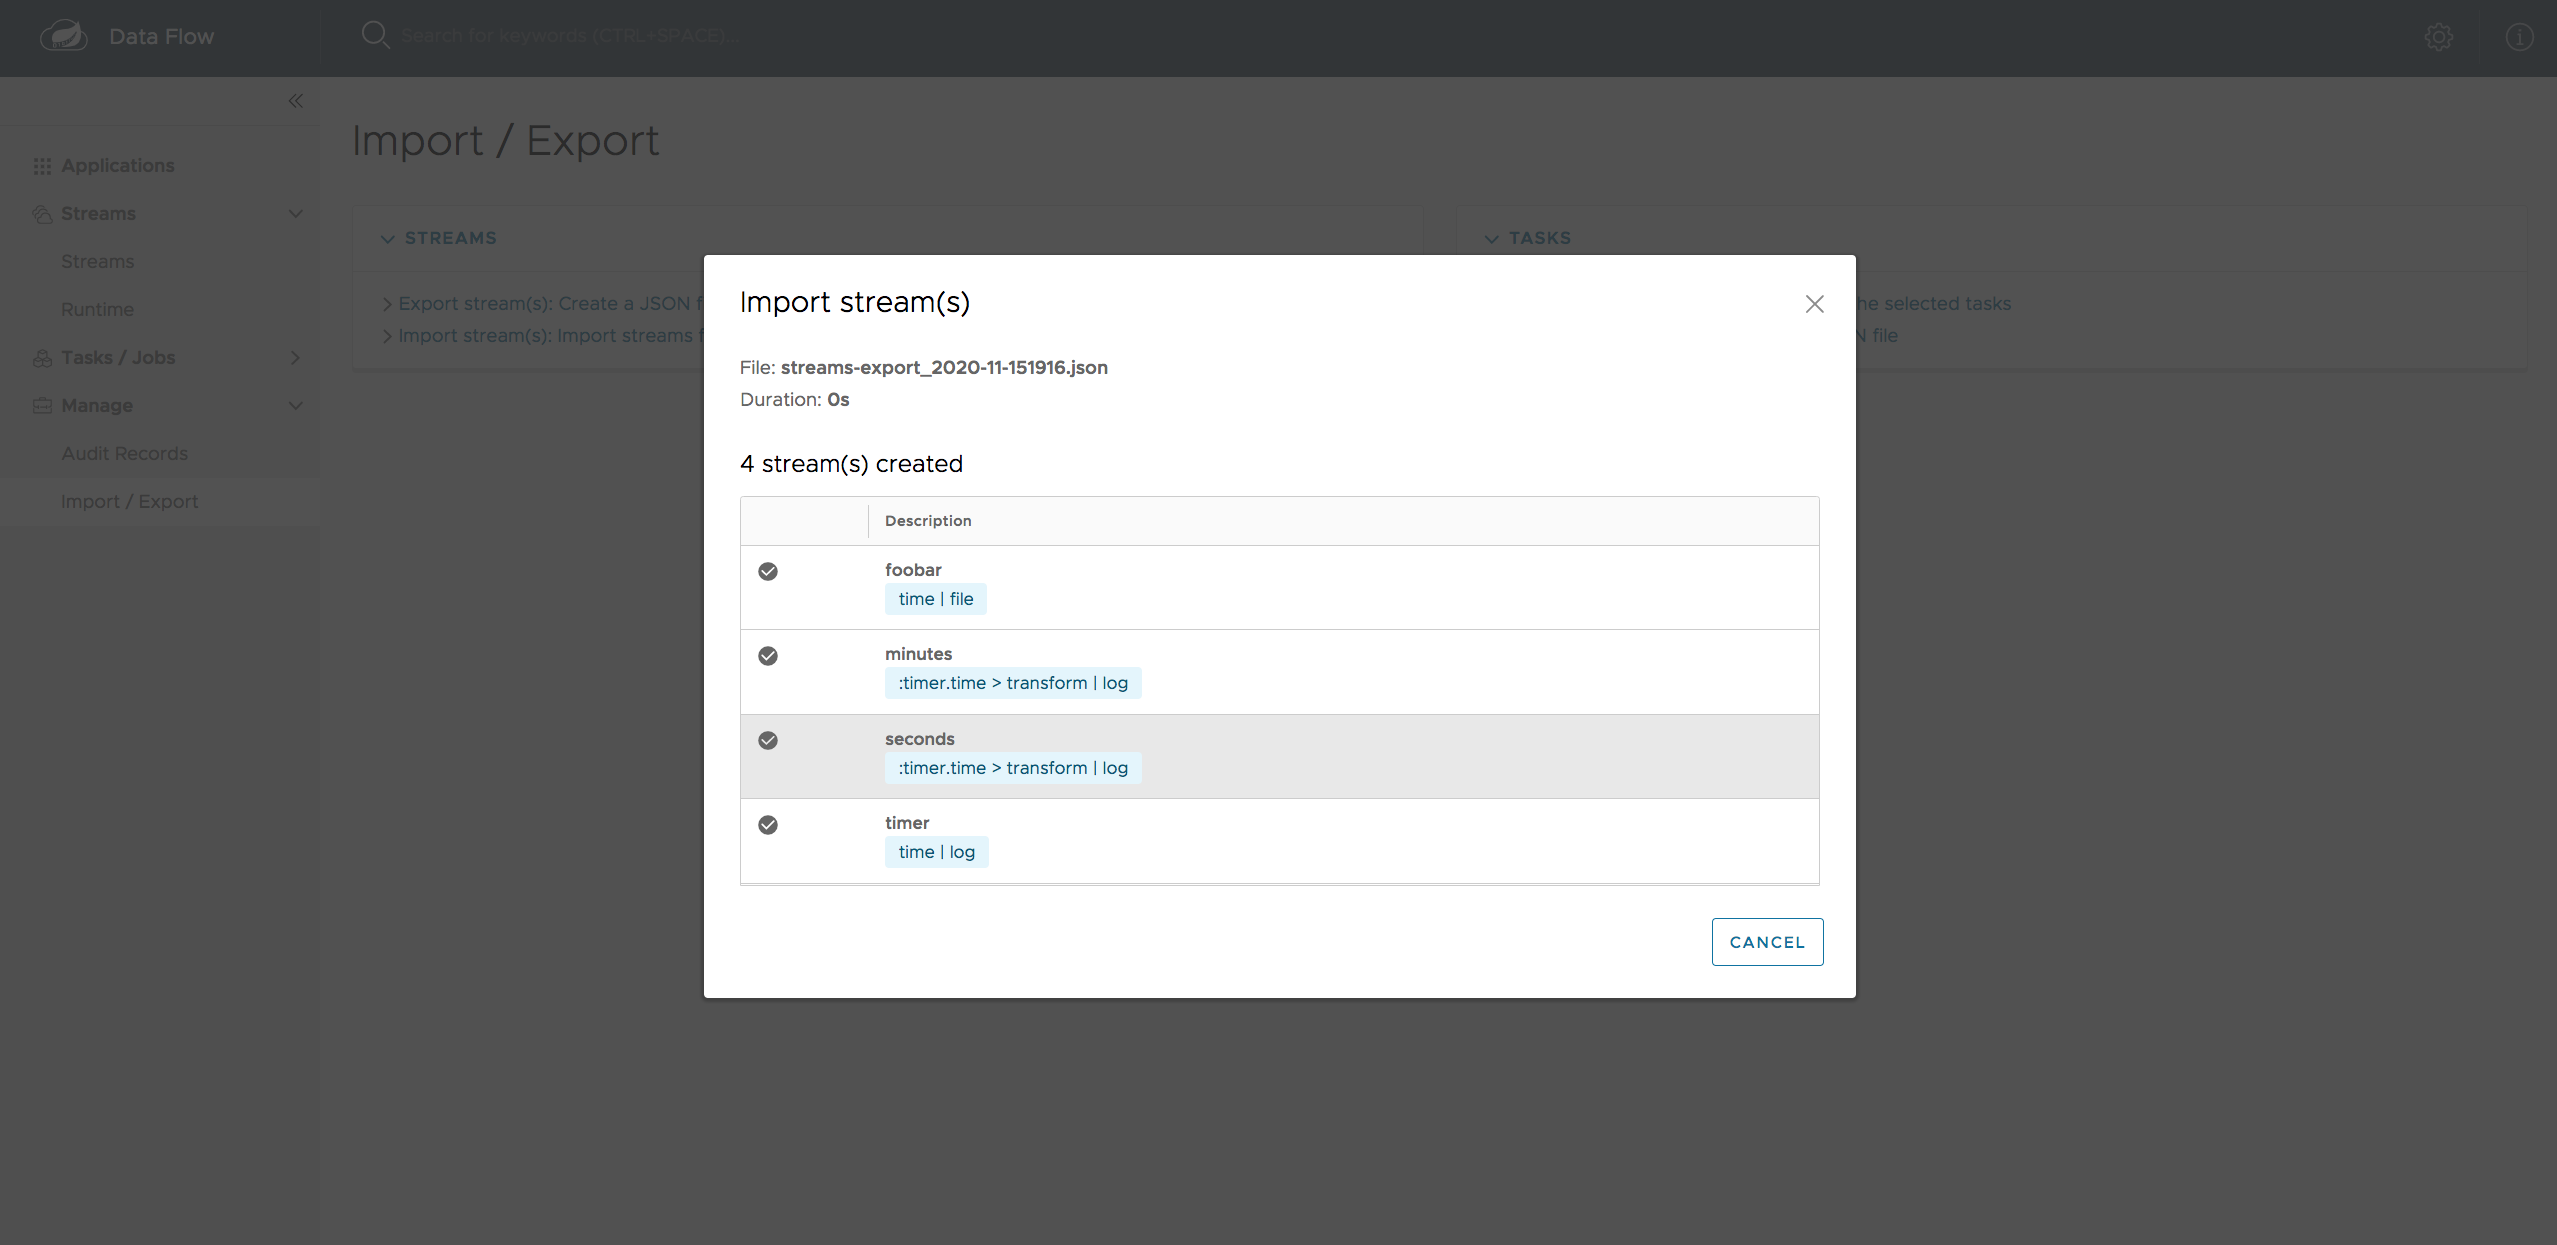 Data Flow
Search for keywords (CTRL+SPACE)...
Applications
Streams
Streams
Runtime
Tasks / Jobs
Manage
Audit Records
Import / Export
Import / Export
STREAMS
Export stream(s): Create a JSON f
Import stream(s): Import streams f
TASKS
he selected tasks
N file
Import stream(s)
File: streams-export_2020-11-151916.json
Duration: 0s
4 stream(s) created
Description
foobar
time | file
minutes
:timer.time > transform | log
seconds
:timer.time > transform | log
timer
time | log
CANCEL